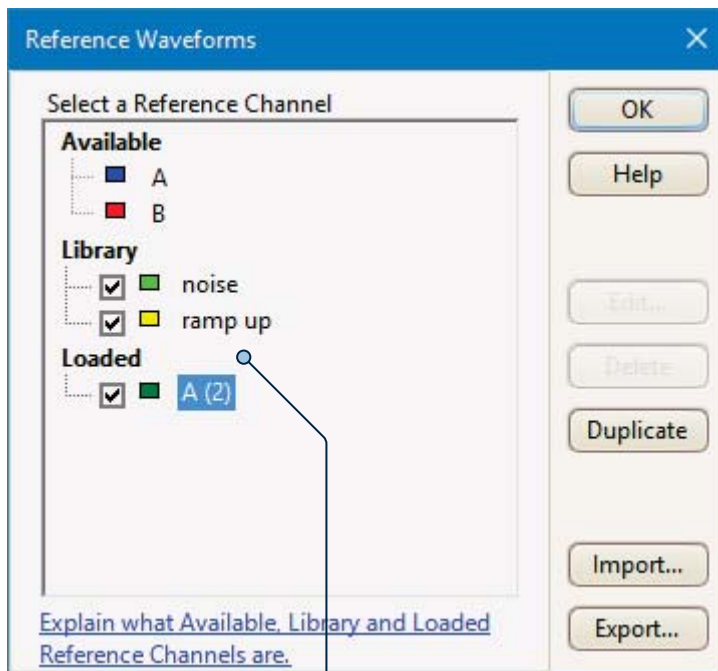 Reference Waveforms
Select a Reference Channel
Available
A
B
Library
noise
ramp up
Loaded
A (2)
Explain what Available, Library and Loaded
Reference Channels are.
OK
Help
Edit...
Delete
Duplicate
Import...
Export...